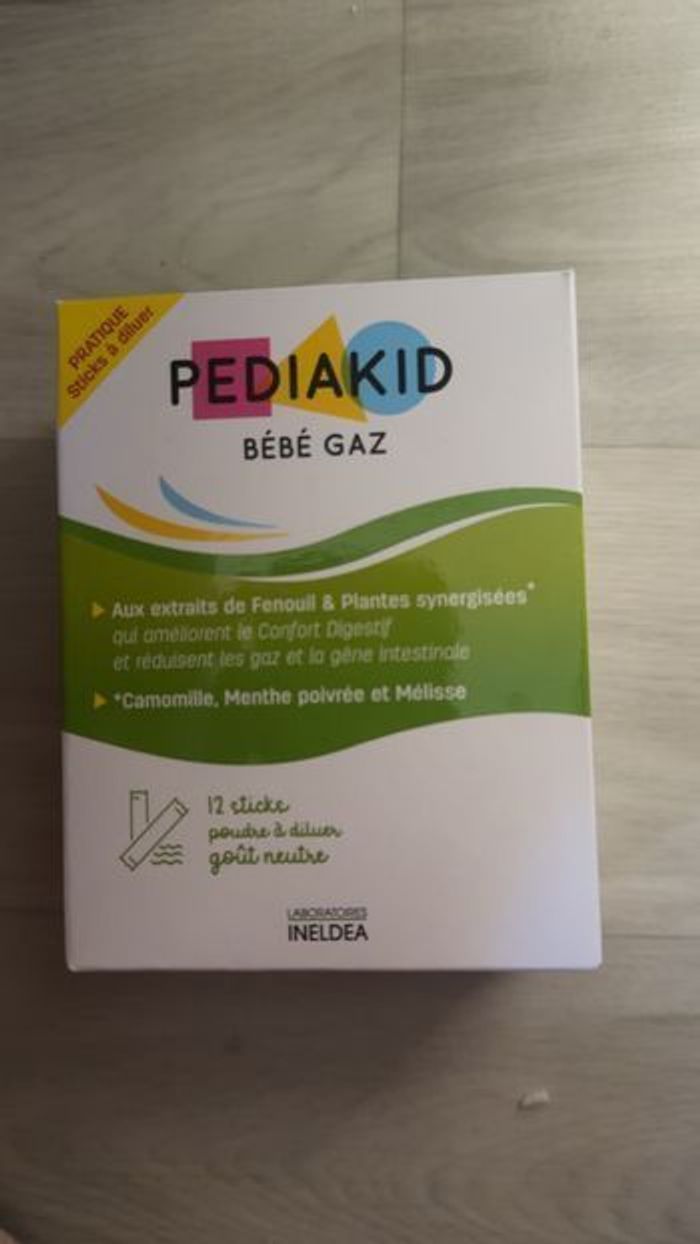 PRATIQUE
Sticks à diluer
PEDIAKID
BÉBÉ GAZ
Aux extraits de Fenouil & Plantes synergisées*
qui améliorent le Confort Digestif
et réduisent les gaz et la gêne intestinale
*Camomille, Menthe poivrée et Mélisse
12 sticks
poudre à diluer
goût neutre
LABORATOIRES
INELDEA